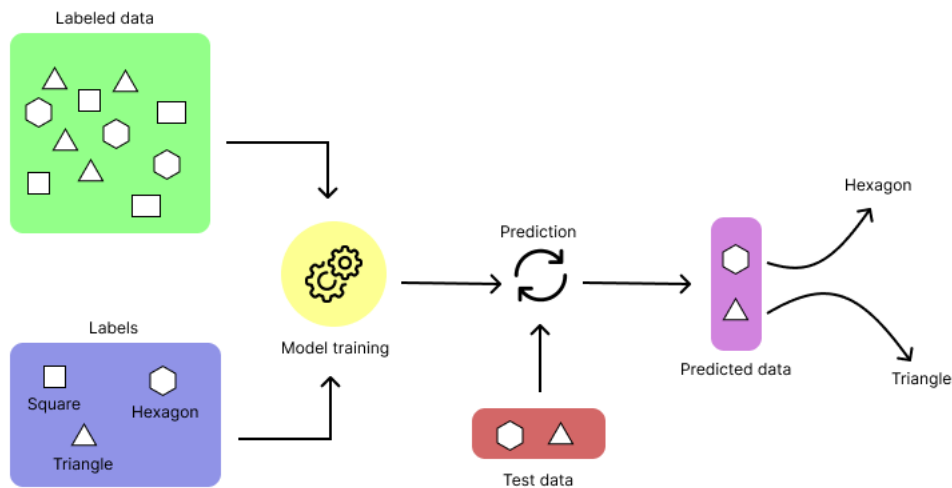 Labeled data
Hexagon
Prediction
Labels
Model training
Predicted data
Triangle
Square
Hexagon
Triangle
Test data